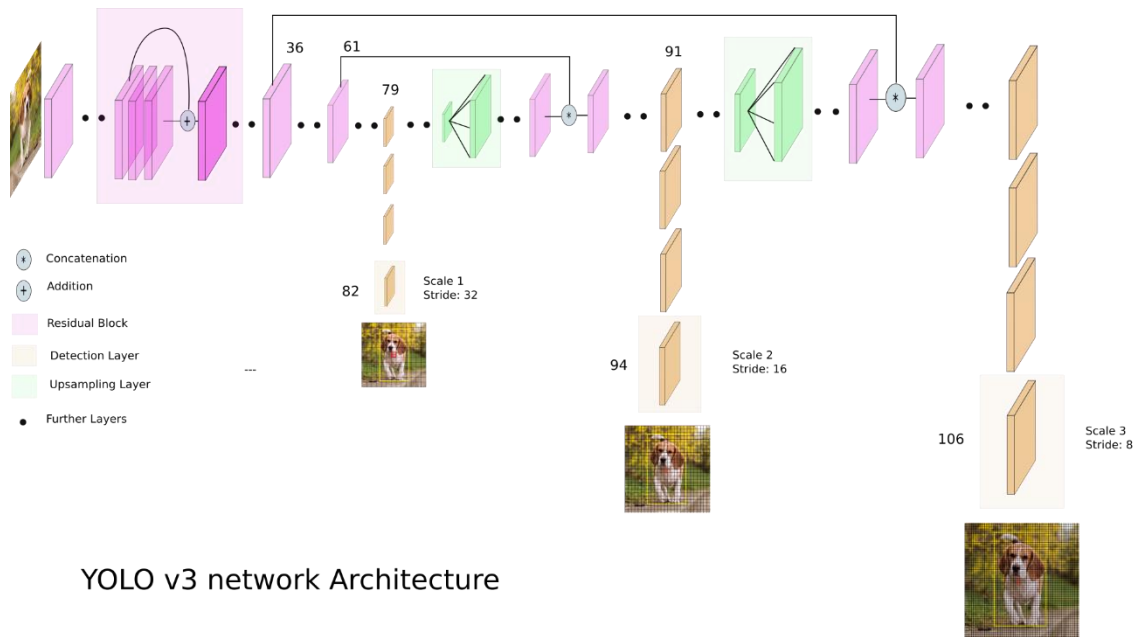 36
61
91
79
+
*
*
Concatenation
*
Addition
+
Residual Block
Detection Layer
Upsampling Layer
Further Layers
---
82
Scale 1
Stride: 32
94
Scale 2
Stride: 16
106
Scale 3
Stride: 8
YOLO v3 network Architecture